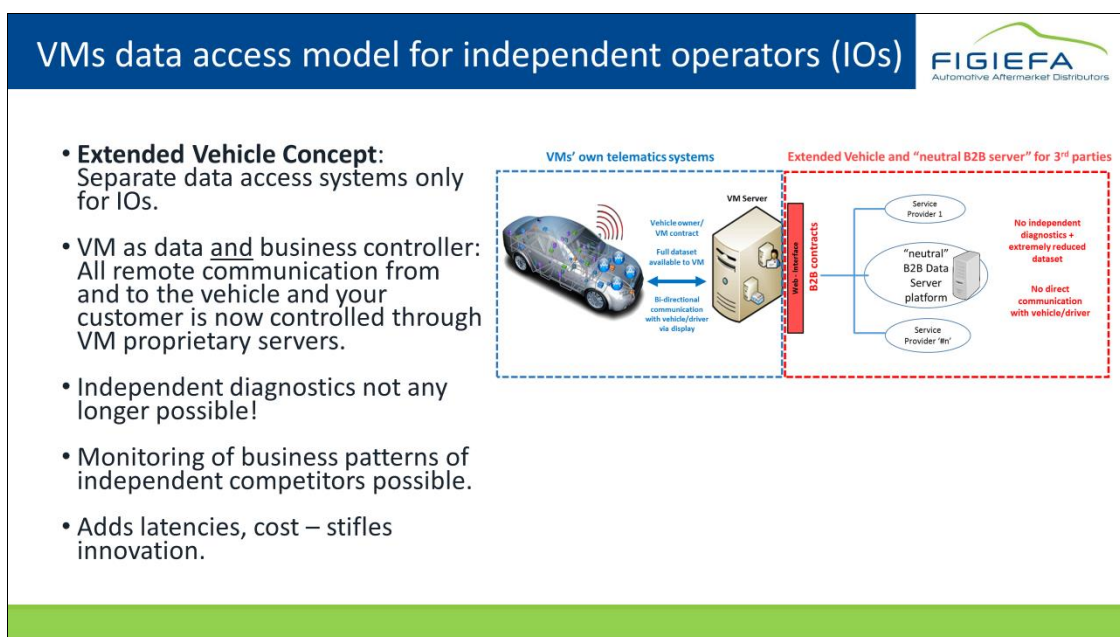 VMs data access model for independent operators (IOs)
FIGIEFA
Automotive Aftermarket Distributors
• Extended Vehicle Concept:
Separate data access systems only
for IOs.
• VM as data and business controller:
All remote communication from
and to the vehicle and your
customer is now controlled through
VM proprietary servers.
• Independent diagnostics not any
longer possible!
• Monitoring of business patterns of
independent competitors possible.
• Adds latencies, cost – stifles
innovation.
VMs' own telematics systems
VM Server
Vehicle owner/
VM contract
Full dataset
available to VM
Bi-directional
communication
with vehicle/driver
via display
Extended Vehicle and "neutral B2B server" for 3rd parties
Web - Interface
B2B contracts
Service
Provider 1
"neutral"
B2B Data
Server
platform
Service
Provider '#n'
No independent
diagnostics +
extremely reduced
dataset
No direct
communication
with vehicle/driver